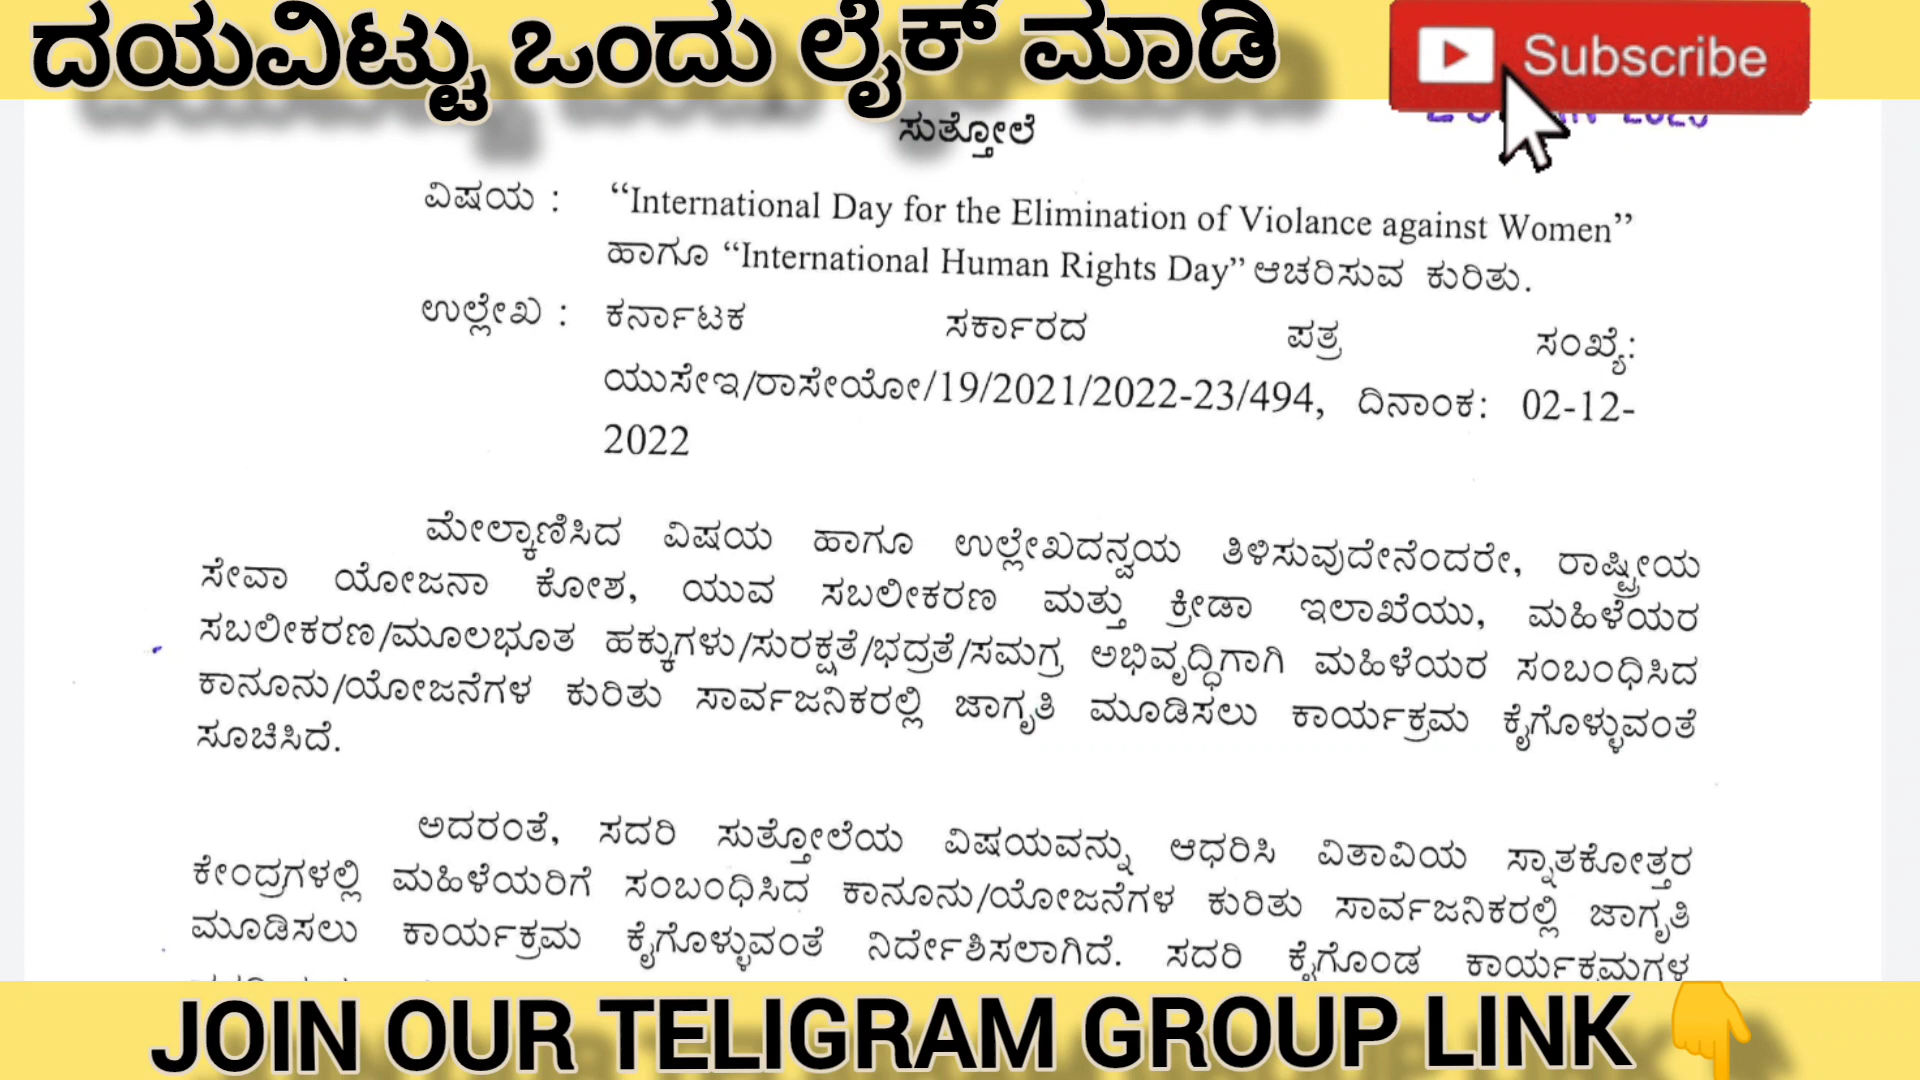 ದಯವಿಟ್ಟು ಒಂದು ಲೈಕ್ ಮಾಡಿ
Subscribe
ಸುತ್ತೋಲೆ
ವಿಷಯ : “International Day for the Elimination of Violance against Women”
ಹಾಗೂ “International Human Rights Day” ಆಚರಿಸುವ ಕುರಿತು.
ಉಲ್ಲೇಖ : ಕರ್ನಾಟಕ ಸರ್ಕಾರದ ಪತ್ರ ಸಂಖ್ಯೆ:
ಯುಸೇಇ/ರಾಸೇಯೋ/19/2021/2022-23/494, ದಿನಾಂಕ: 02-12-
2022
ಮೇಲ್ಕಾಣಿಸಿದ ವಿಷಯ ಹಾಗೂ ಉಲ್ಲೇಖದನ್ವಯ ತಿಳಿಸುವುದೇನೆಂದರೇ, ರಾಷ್ಟ್ರೀಯ
ಸೇವಾ ಯೋಜನಾ ಕೋಶ, ಯುವ ಸಬಲೀಕರಣ ಮತ್ತು ಕ್ರೀಡಾ ಇಲಾಖೆಯು, ಮಹಿಳೆಯರ
ಸಬಲೀಕರಣ/ಮೂಲಭೂತ ಹಕ್ಕುಗಳು/ಸುರಕ್ಷತೆ/ಭದ್ರತೆ/ಸಮಗ್ರ ಅಭಿವೃದ್ಧಿಗಾಗಿ ಮಹಿಳೆಯರ ಸಂಬಂಧಿಸಿದ
ಕಾನೂನು/ಯೋಜನೆಗಳ ಕುರಿತು ಸಾರ್ವಜನಿಕರಲ್ಲಿ ಜಾಗೃತಿ ಮೂಡಿಸಲು ಕಾರ್ಯಕ್ರಮ ಕೈಗೊಳ್ಳುವಂತೆ
ಸೂಚಿಸಿದೆ.
ಅದರಂತೆ, ಸದರಿ ಸುತ್ತೋಲೆಯ ವಿಷಯವನ್ನು ಆಧರಿಸಿ ವಿತಾವಿಯ ಸ್ನಾತಕೋತ್ತರ
ಕೇಂದ್ರಗಳಲ್ಲಿ ಮಹಿಳೆಯರಿಗೆ ಸಂಬಂಧಿಸಿದ ಕಾನೂನು/ಯೋಜನೆಗಳ ಕುರಿತು ಸಾರ್ವಜನಿಕರಲ್ಲಿ ಜಾಗೃತಿ
ಮೂಡಿಸಲು ಕಾರ್ಯಕ್ರಮ ಕೈಗೊಳ್ಳುವಂತೆ ನಿರ್ದೇಶಿಸಲಾಗಿದೆ. ಸದರಿ ಕೈಗೊಂಡ ಕಾರ್ಯಕ್ರಮಗಳ
JOIN OUR TELIGRAM GROUP LINK